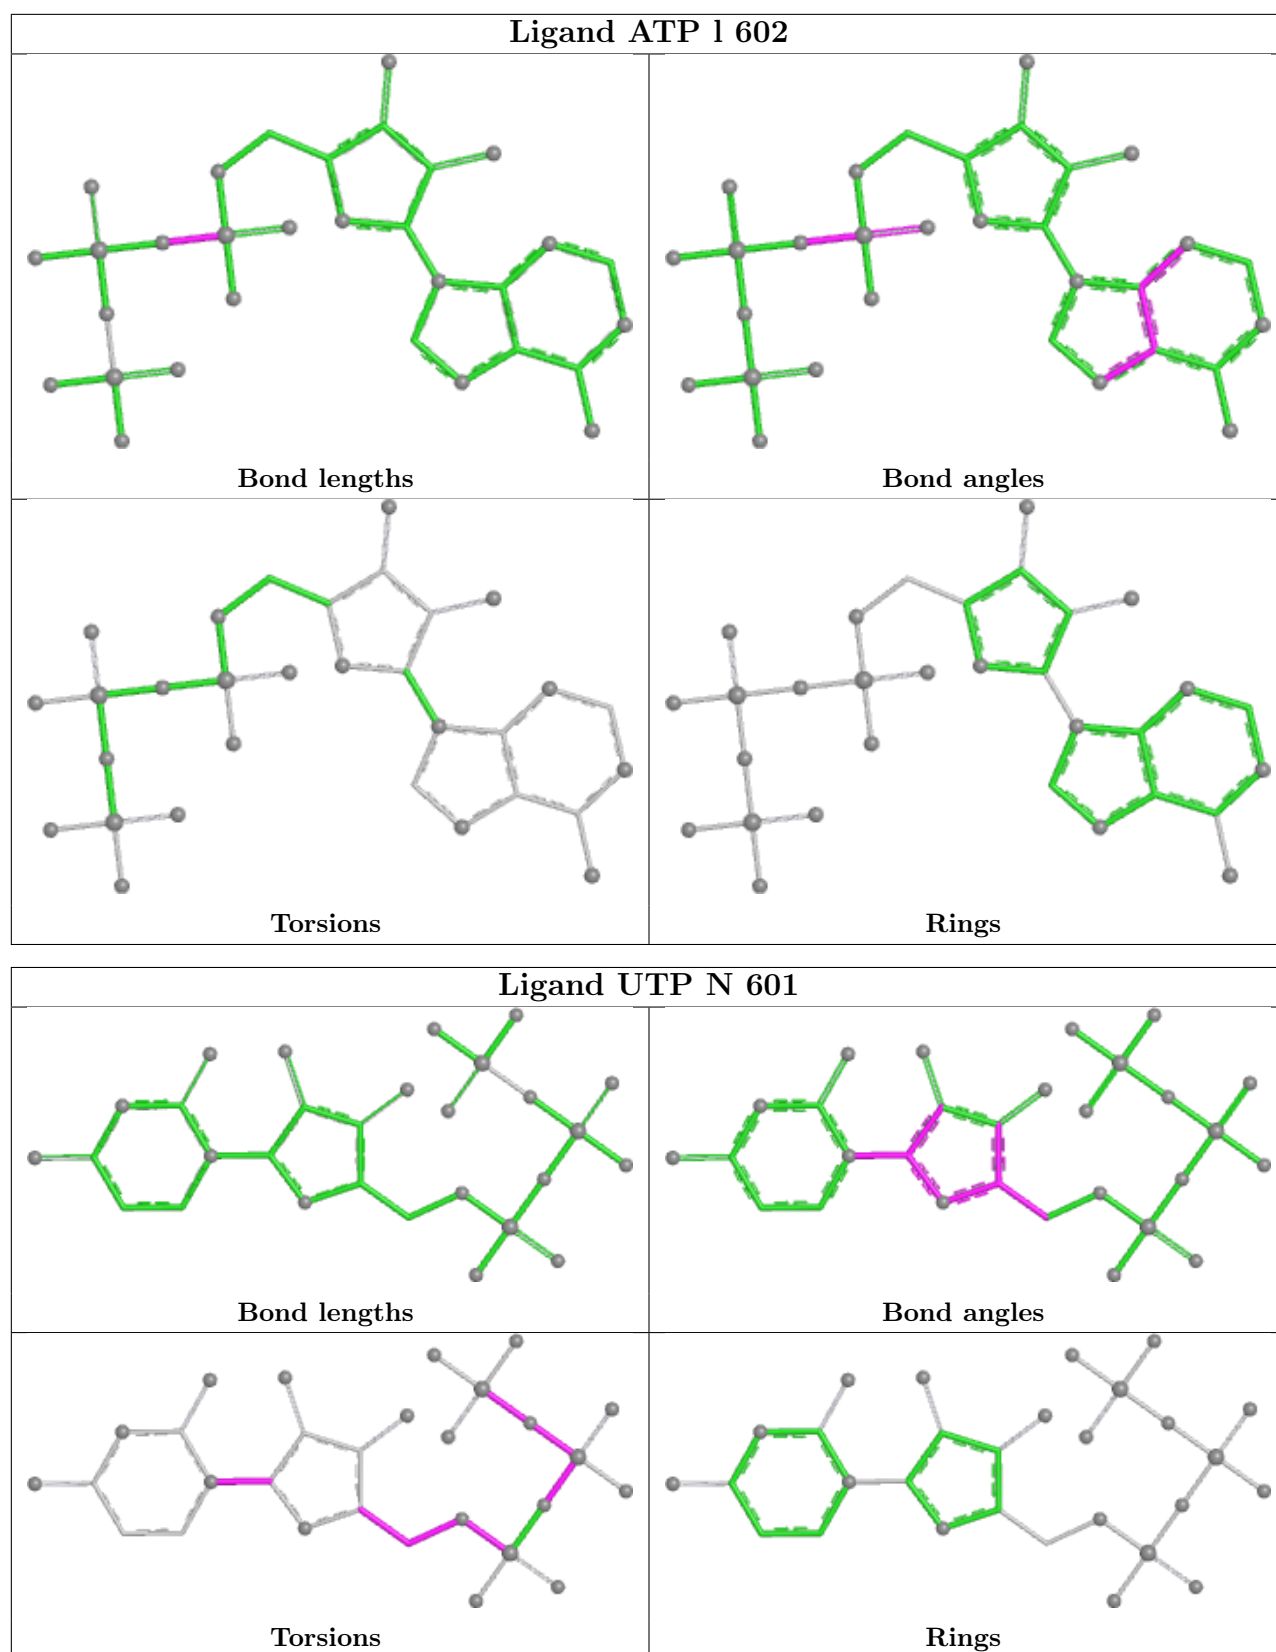 Ligand ATP l 602
Bond lengths
Bond angles
Torsions
Rings
Ligand UTP N 601
Bond lengths
Bond angles
Torsions
Rings